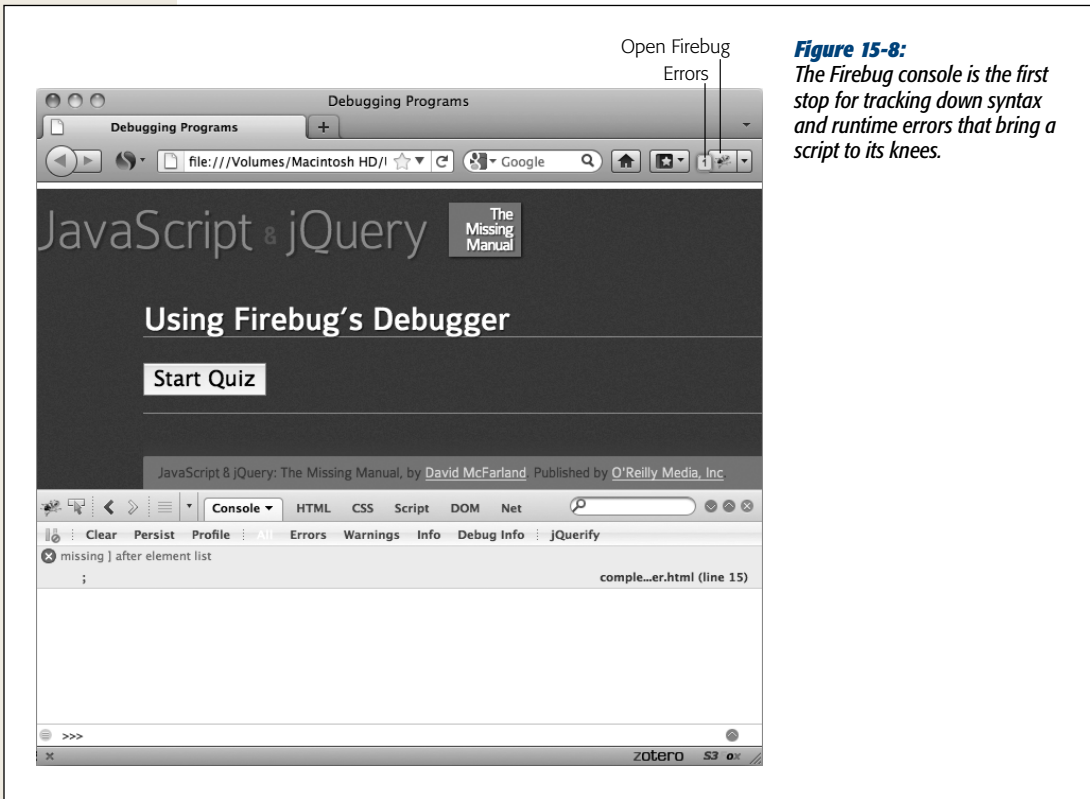 Open Firebug
Errors
Figure 15-8:
The Firebug console is the first
stop for tracking down syntax
and runtime errors that bring a
script to its knees.
Debugging Programs
Debugging Programs
+
file:///Volumes/Macintosh HD/
Google
1
JavaScript & jQuery
The
Missing
Manual
Using Firebug's Debugger
Start Quiz
JavaScript & jQuery: The Missing Manual, by David McFarland. Published by O'Reilly Media, Inc.
Console HTML CSS Script DOM Net
Clear Persist Profile All Errors Warnings Info Debug Info jQuerify
missing ] after element list
; comple...er.html (line 15)
>>>
x zotero S3 ox